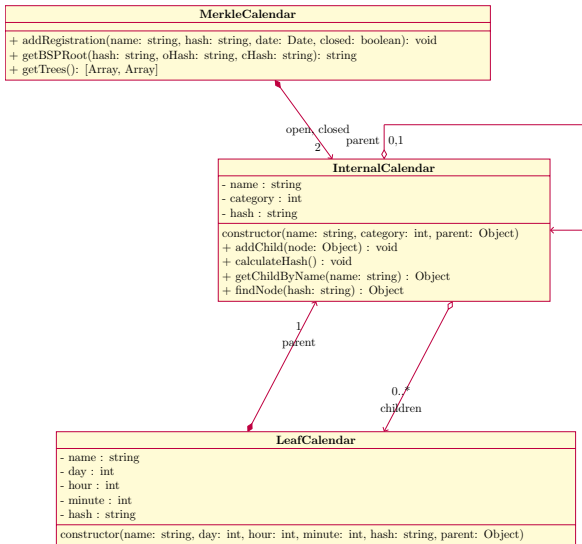 MerkleCalendar
+ addRegistration(name: string, hash: string, date: Date, closed: boolean): void
+ getBSPRoot(hash: string, oHash: string, cHash: string): string
+ getTrees(): [Array, Array]
open, closed
2
parent 0,1
InternalCalendar
- name : string
- category : int
- hash : string
constructor(name: string, category: int, parent: Object)
+ addChild(node: Object) : void
+ calculateHash() : void
+ getChildByName(name: string) : Object
+ findNode(hash: string) : Object
1
parent
0..*
children
LeafCalendar
- name : string
- day : int
- hour : int
- minute : int
- hash : string
constructor(name: string, day: int, hour: int, minute: int, hash: string, parent: Object)